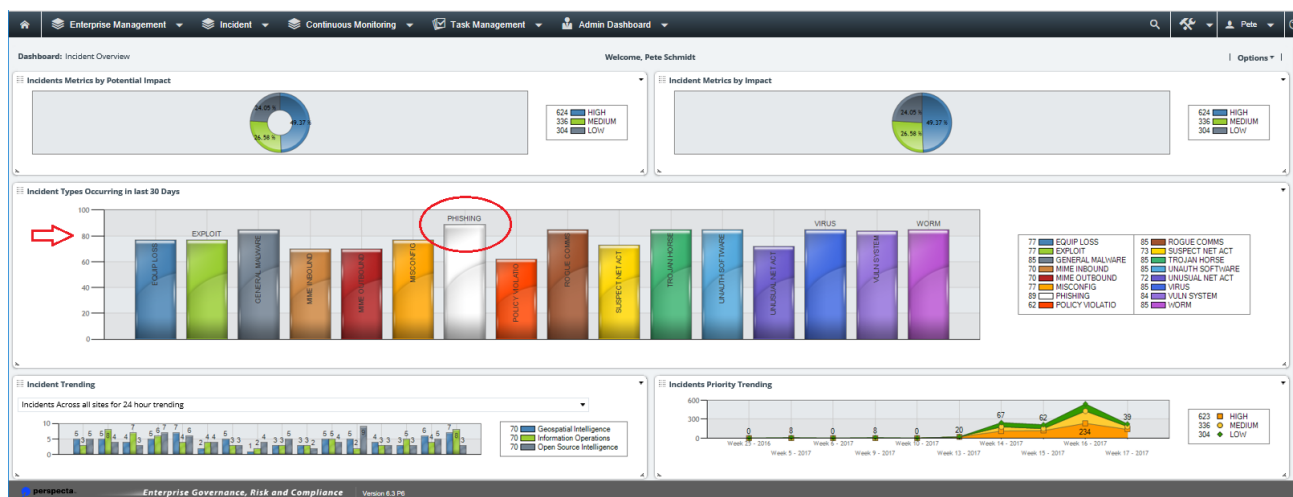 Enterprise Management Incident Continuous Monitoring Task Management Admin Dashboard Pete
Dashboard: Incident Overview Welcome, Pete Schmidt Options
Incidents Metrics by Potential Impact
24.05 %
49.37 %
26.58 %
624 HIGH
336 MEDIUM
304 LOW
Incident Metrics by Impact
24.05 %
49.37 %
26.58 %
624 HIGH
336 MEDIUM
304 LOW
Incident Types Occurring in last 30 Days
100
80
60
40
20
0
EQUIP LOSS
EXPLOIT
GENERAL MALWARE
MIME INBOUND
MIME OUTBOUND
MISCONFIG
PHISHING
POLICY VIOLATIO
ROGUE COMMS
SUSPECT NET ACT
TROJAN HORSE
UNAUTH SOFTWARE
UNUSUAL NET ACT
VIRUS
VULN SYSTEM
WORM
77 EQUIP LOSS
77 EXPLOIT
85 GENERAL MALWARE
70 MIME INBOUND
70 MIME OUTBOUND
77 MISCONFIG
89 PHISHING
62 POLICY VIOLATIO
85 ROGUE COMMS
73 SUSPECT NET ACT
85 TROJAN HORSE
85 UNAUTH SOFTWARE
72 UNUSUAL NET ACT
85 VIRUS
84 VULN SYSTEM
85 WORM
Incident Trending
Incidents Across all sites for 24 hour trending
10
5
0
70 Geospatial Intelligence
70 Information Operations
70 Open Source Intelligence
Incidents Priority Trending
600
300
0
0 8 0 8 0 20 67 62 234 39
Week 25 - 2016 Week 6 - 2017 Week 10 - 2017 Week 14 - 2017 Week 16 - 2017
Week 5 - 2017 Week 9 - 2017 Week 13 - 2017 Week 15 - 2017 Week 17 - 2017
623 HIGH
336 MEDIUM
304 LOW
perspecta. Enterprise Governance, Risk and Compliance Version 6.3 P6